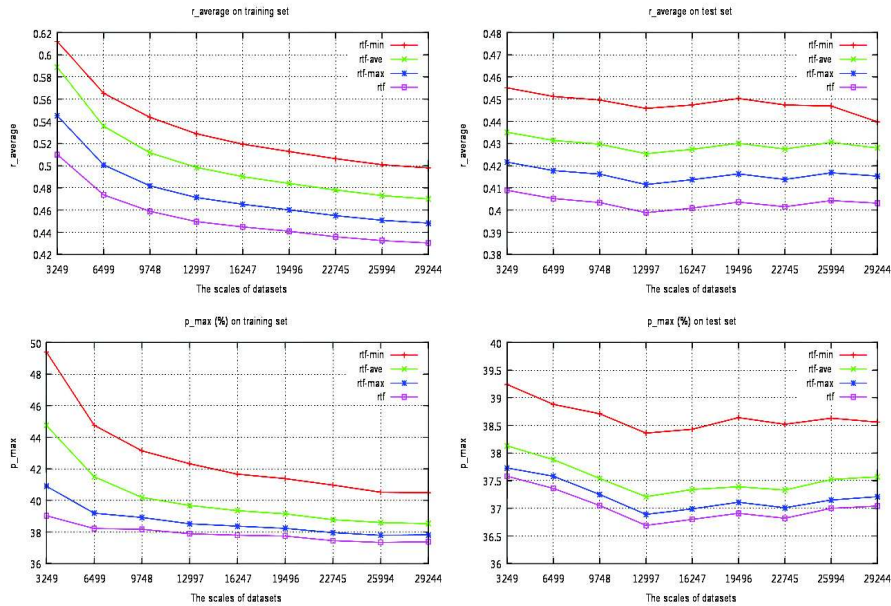 r_average on training set
0.62
0.6
0.58
0.56
0.54
0.52
0.5
0.48
0.46
0.44
0.42
r_average
rtf-min
rtf-ave
rtf-max
rtf
3249 6499 9748 12997 16247 19496 22745 25994 29244
The scales of datasets
r_average on test set
0.48
0.47
0.46
0.45
0.44
0.43
0.42
0.41
0.4
0.39
0.38
r_average
rtf-min
rtf-ave
rtf-max
rtf
3249 6499 9748 12997 16247 19496 22745 25994 29244
The scales of datasets
p_max (%) on training set
50
48
46
44
42
40
38
36
p_max
rtf-min
rtf-ave
rtf-max
rtf
3249 6499 9748 12997 16247 19496 22745 25994 29244
The scales of datasets
p_max (%) on test set
40
39.5
39
38.5
38
37.5
37
36.5
36
p_max
rtf-min
rtf-ave
rtf-max
rtf
3249 6499 9748 12997 16247 19496 22745 25994 29244
The scales of datasets